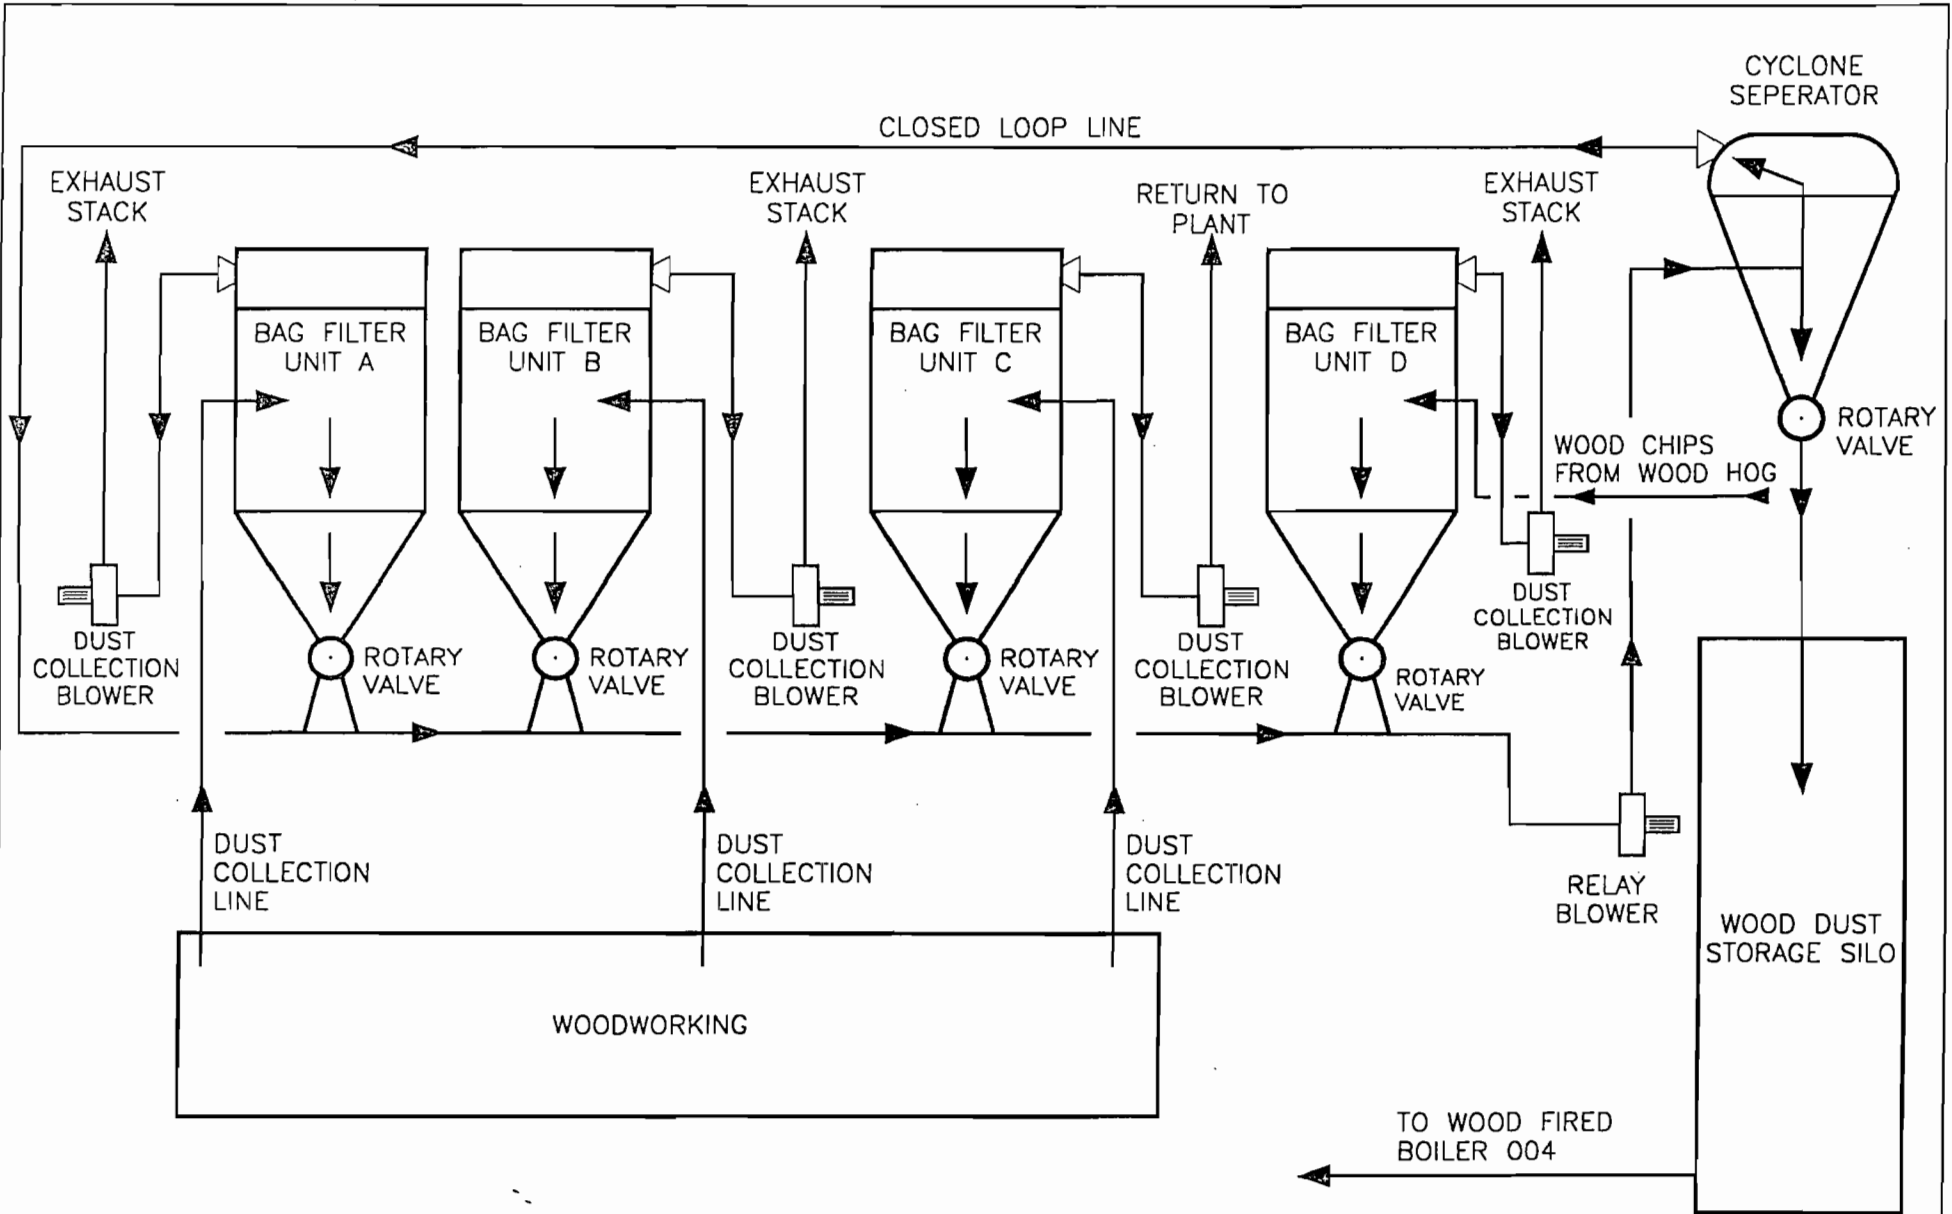 CYCLONE
SEPERATOR
CLOSED LOOP LINE
EXHAUST
STACK
EXHAUST
STACK
RETURN TO
PLANT
EXHAUST
STACK
BAG FILTER
UNIT A
BAG FILTER
UNIT B
BAG FILTER
UNIT C
BAG FILTER
UNIT D
ROTARY
VALVE
WOOD CHIPS
FROM WOOD HOG
DUST
COLLECTION
BLOWER
ROTARY
VALVE
ROTARY
VALVE
DUST
COLLECTION
BLOWER
ROTARY
VALVE
DUST
COLLECTION
BLOWER
ROTARY
VALVE
DUST
COLLECTION
BLOWER
DUST
COLLECTION
LINE
DUST
COLLECTION
LINE
DUST
COLLECTION
LINE
RELAY
BLOWER
WOOD DUST
STORAGE SILO
WOODWORKING
TO WOOD FIRED
BOILER 004